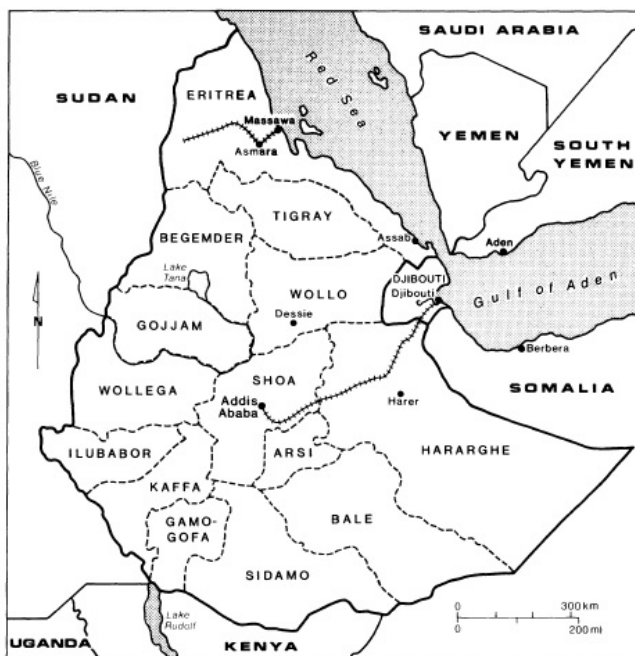 SAUDI ARABIA
SUDAN
ERITREA
Massawa
Asmara
Red Sea
YEMEN
SOUTH
YEMEN
Blue Nile
TIGRAY
BEGEMDER
Assab
Aden
Lake
Tana
DJIBOUTI
Djibouti
WOLLO
Gulf of Aden
N
GOJJAM
Dessie
Berbera
SHOA
WOLLEGA
SOMALIA
Addis
Ababa
Harer
ILUBABOR
ARSI
HARARGHE
KAFFA
GAMO-
GOFA
BALE
SIDAMO
0 300 km
0 200 ml
Lake
Rudolf
UGANDA
KENYA